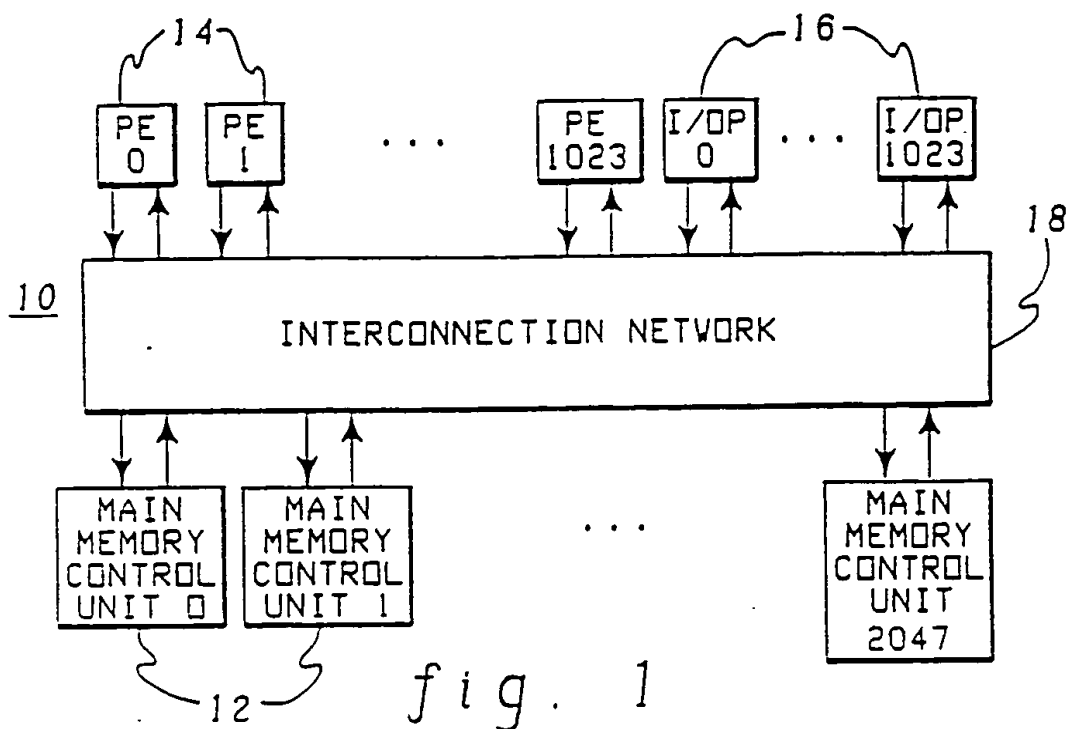 14
16
PE
0
PE
1
. . .
PE
1023
I/OP
0
. . .
I/OP
1023
18
10
INTERCONNECTION NETWORK
MAIN
MEMORY
CONTROL
UNIT 0
MAIN
MEMORY
CONTROL
UNIT 1
. . .
MAIN
MEMORY
CONTROL
UNIT
2047
12
fig. 1